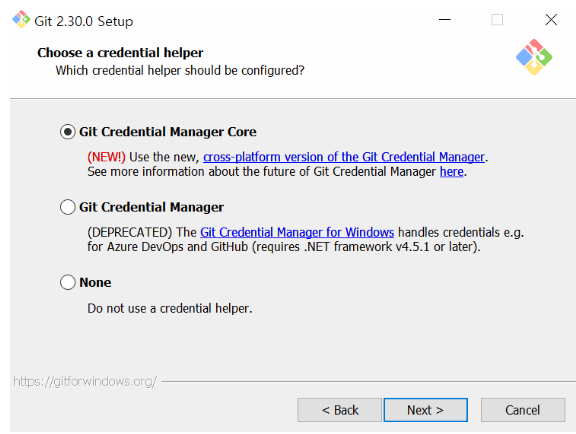 Git 2.30.0 Setup
Choose a credential helper
Which credential helper should be configured?
Git Credential Manager Core
(NEW!) Use the new, cross-platform version of the Git Credential Manager.
See more information about the future of Git Credential Manager here.
Git Credential Manager
(DEPRECATED) The Git Credential Manager for Windows handles credentials e.g.
for Azure DevOps and GitHub (requires .NET framework v4.5.1 or later).
None
Do not use a credential helper.
https://gitforwindows.org/
< Back Next > Cancel